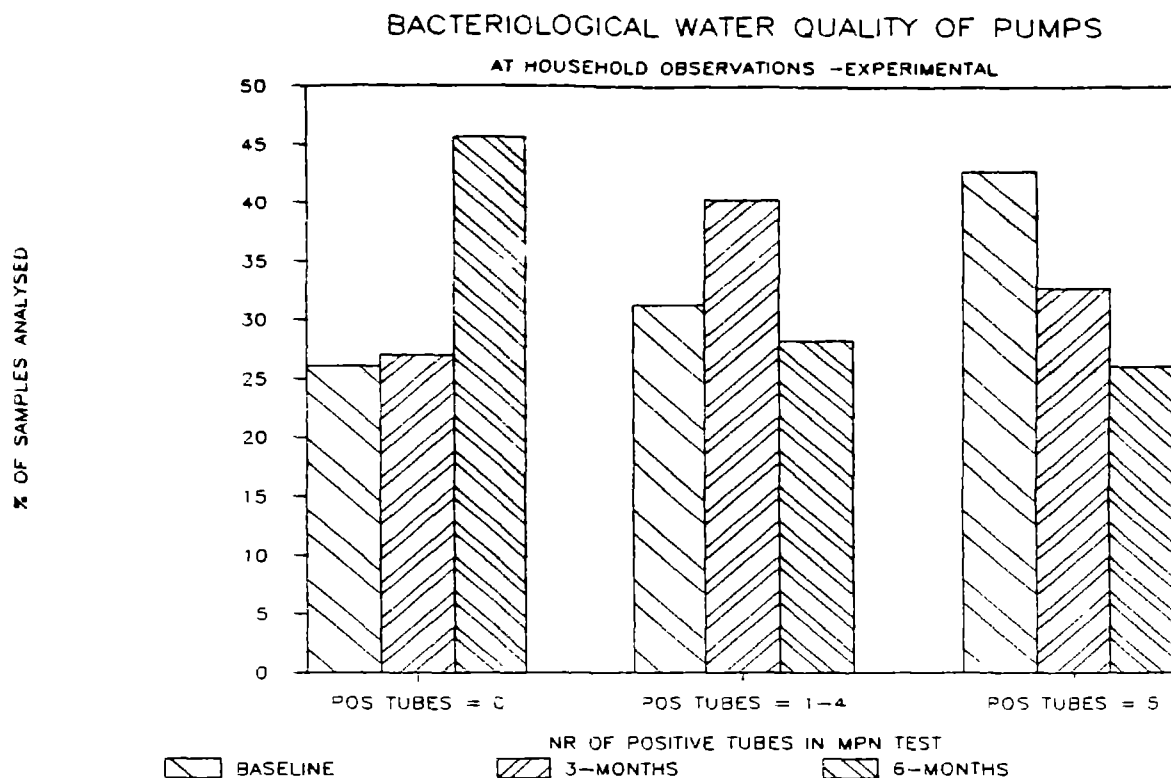 BACTERIOLOGICAL WATER QUALITY OF PUMPS
AT HOUSEHOLD OBSERVATIONS -EXPERIMENTAL
% OF SAMPLES ANALYSED
50
45
40
35
30
25
20
15
10
5
0
POS TUBES = 0 POS TUBES = 1-4 POS TUBES = 5
NR OF POSITIVE TUBES IN MPN TEST
BASELINE 3-MONTHS 6-MONTHS